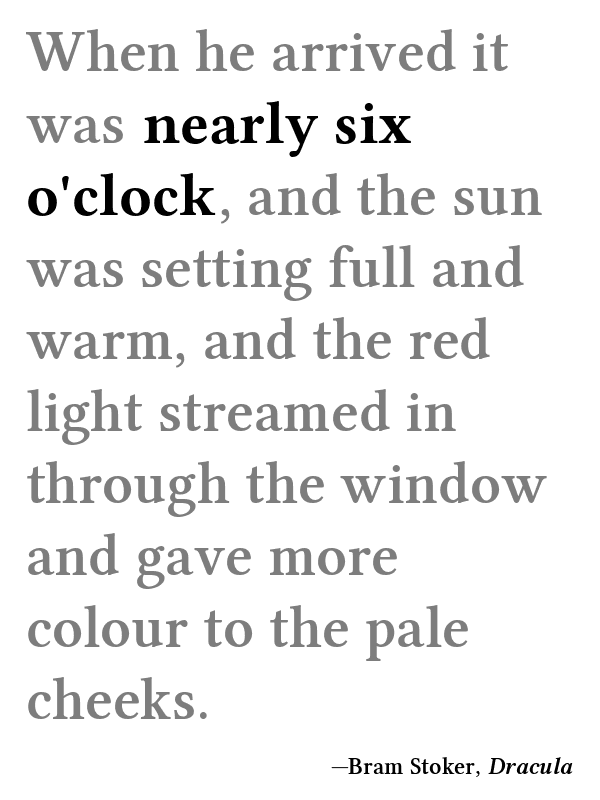 When he arrived it
was nearly six
o'clock, and the sun
was setting full and
warm, and the red
light streamed in
through the window
and gave more
colour to the pale
cheeks.
—Bram Stoker, Dracula